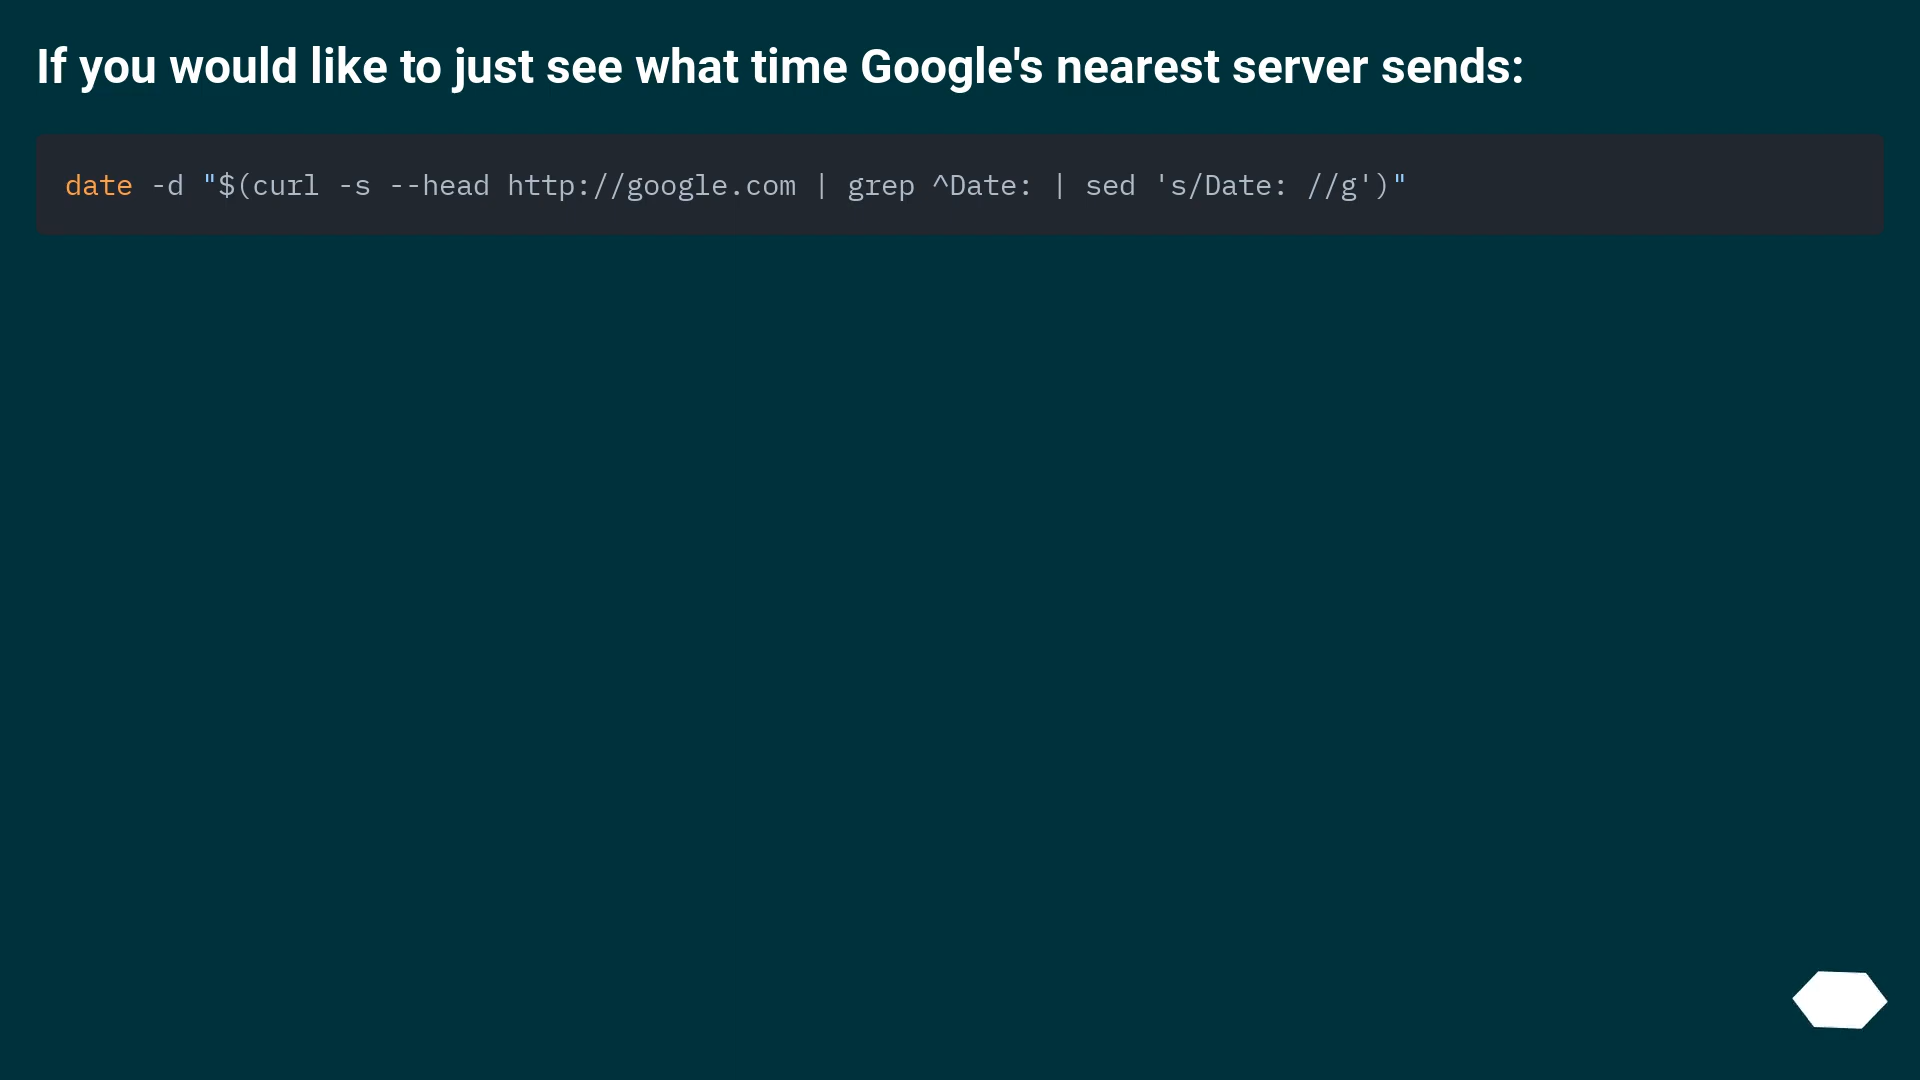 If you would like to just see what time Google's nearest server sends:
date -d "$(curl -s --head http://google.com | grep ^Date: | sed 's/Date: //g')"